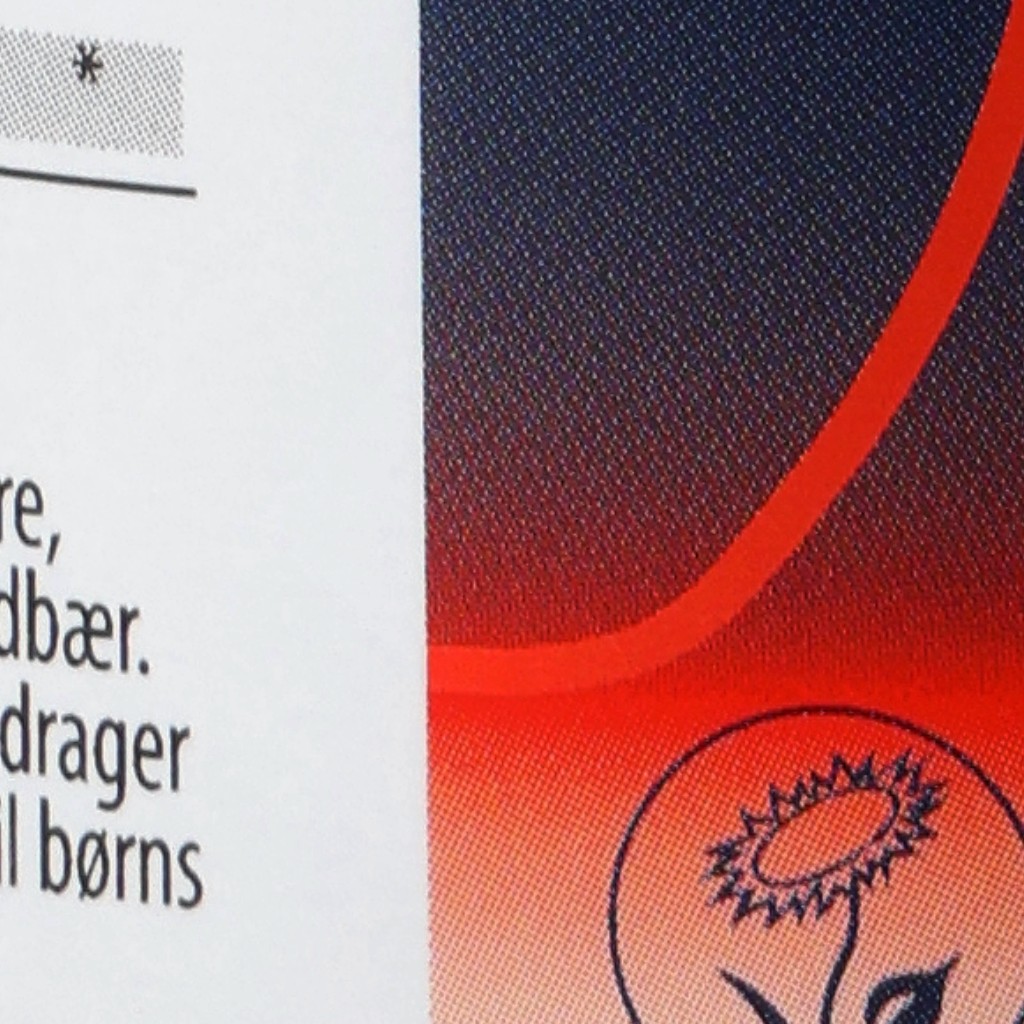 *
re,
dbær.
drager
il børns